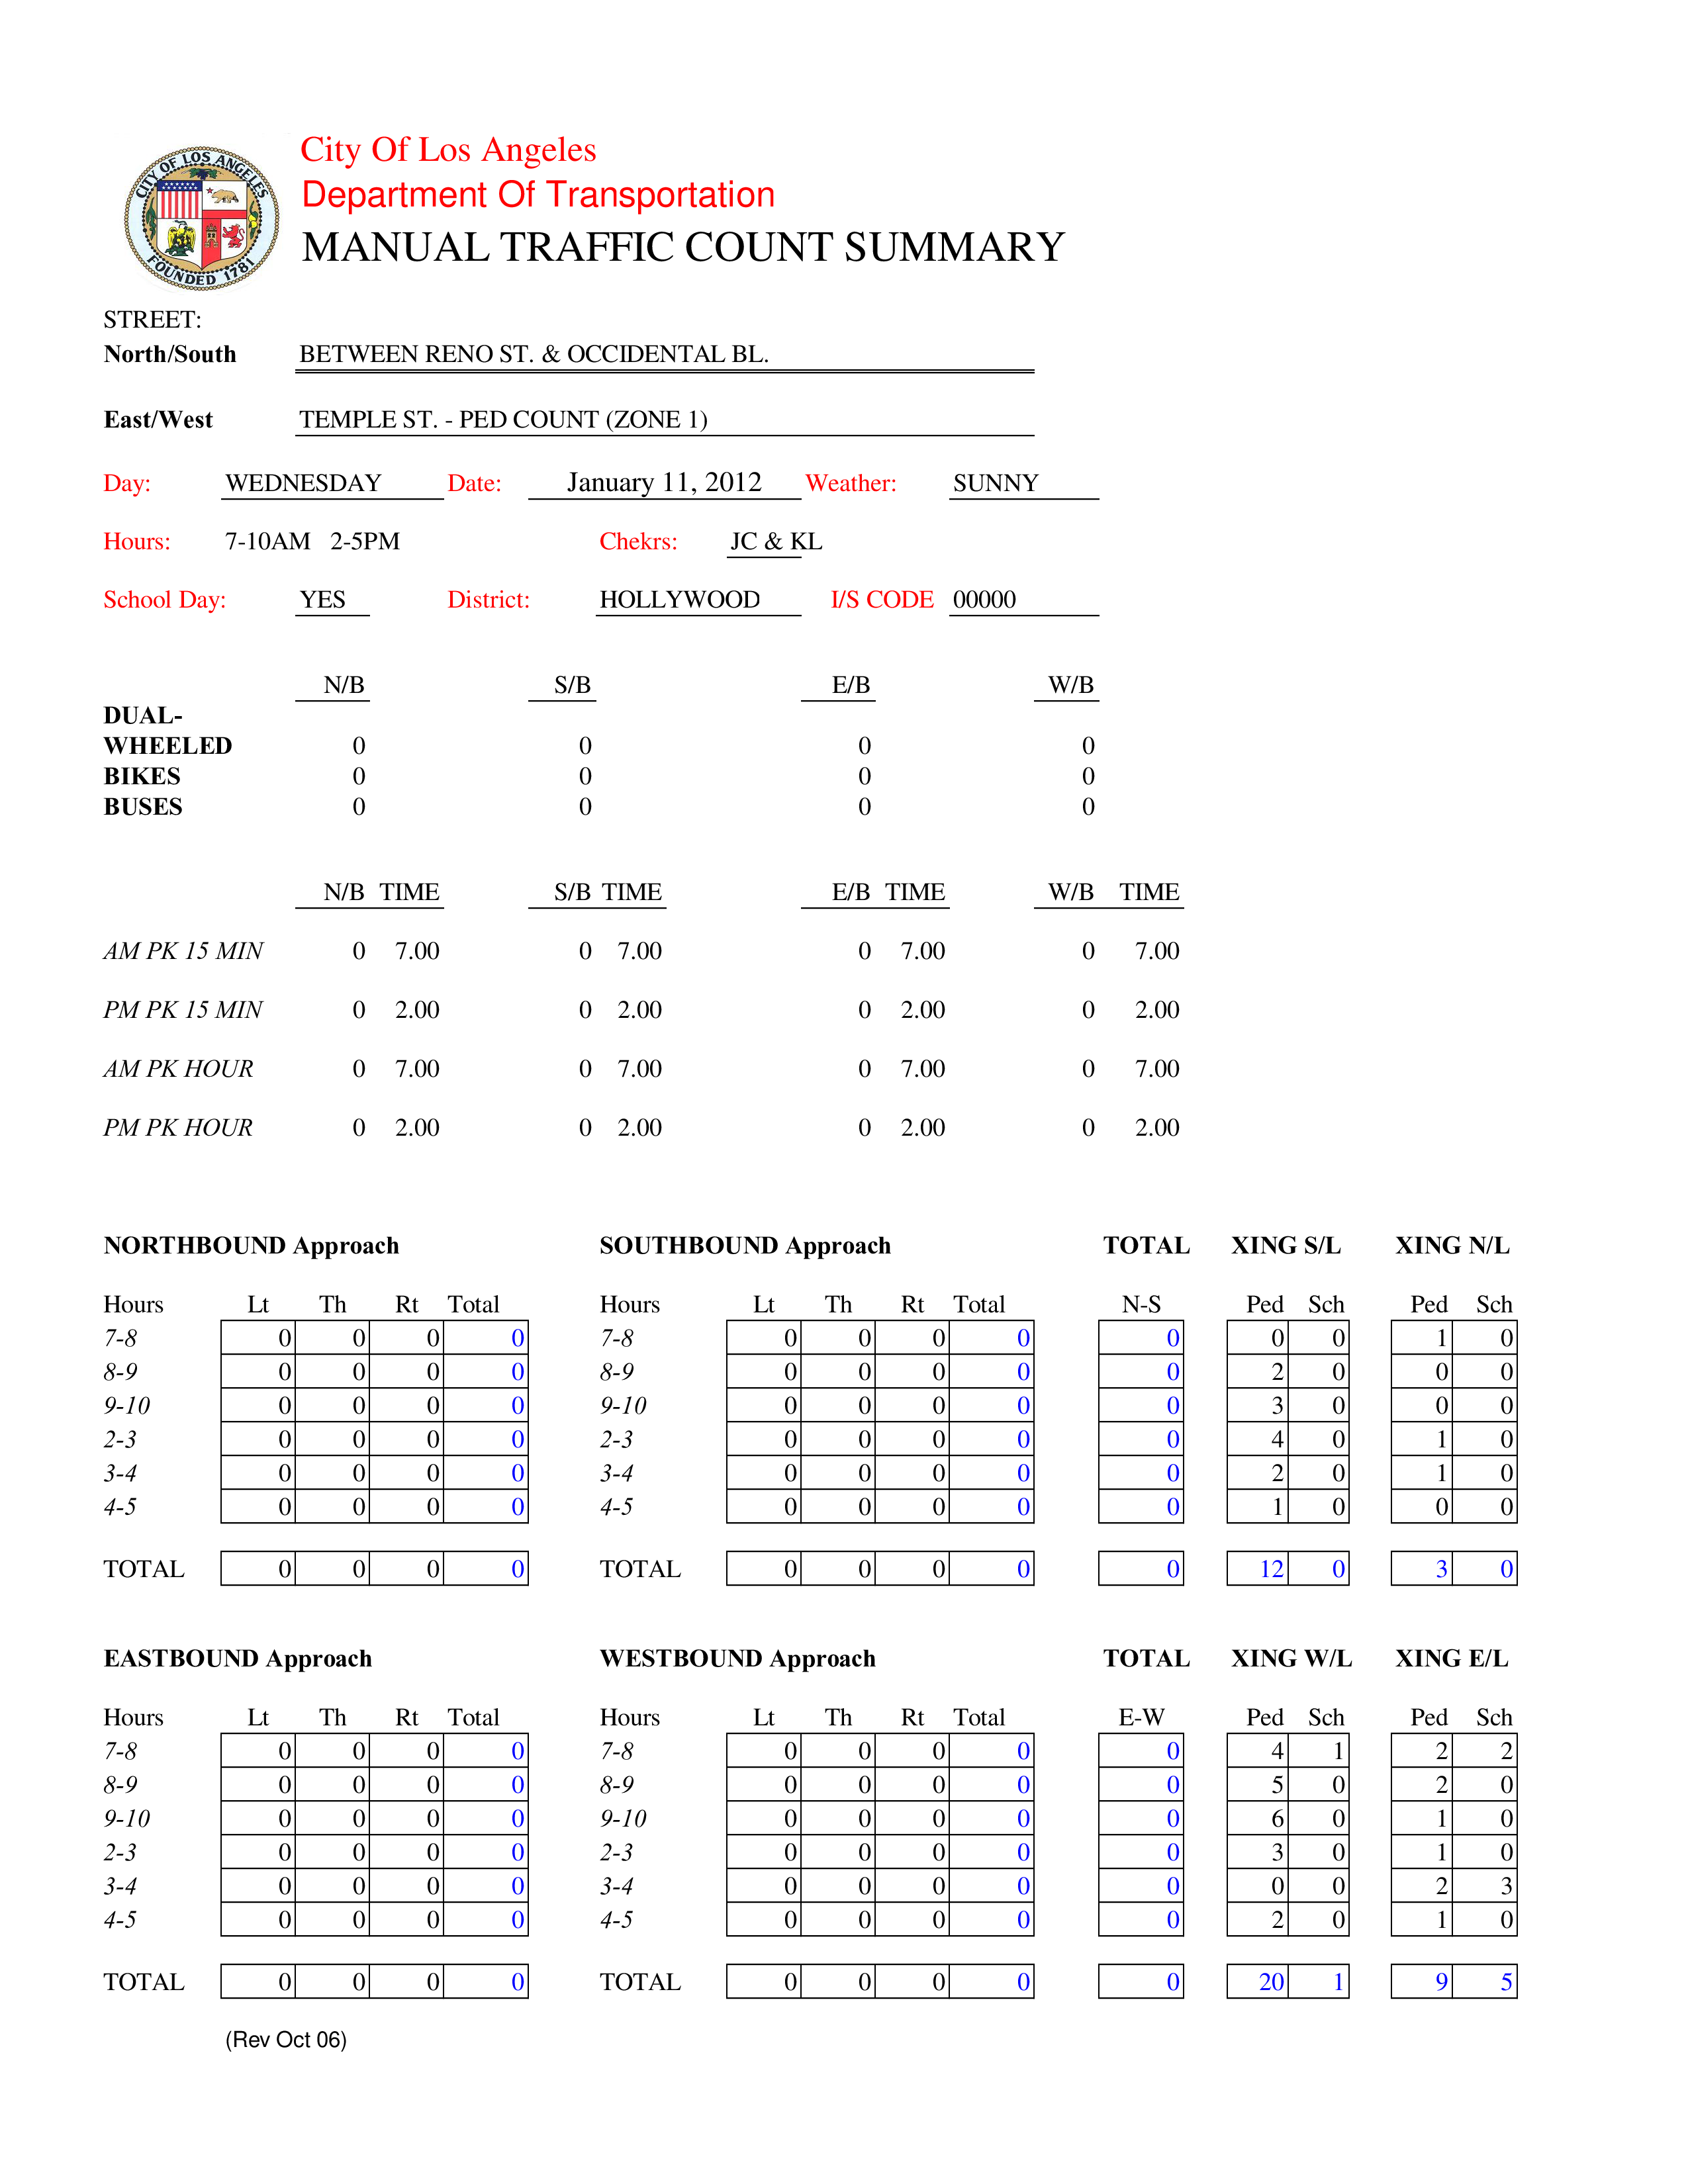 CITY OF LOS ANGELES
FOUNDED 1781
City Of Los Angeles
Department Of Transportation
MANUAL TRAFFIC COUNT SUMMARY
STREET:
North/South BETWEEN RENO ST. & OCCIDENTAL BL.
East/West TEMPLE ST. - PED COUNT (ZONE 1)
Day: WEDNESDAY Date: January 11, 2012 Weather: SUNNY
Hours: 7-10AM 2-5PM Chekrs: JC & KL
School Day: YES District: HOLLYWOOD I/S CODE 00000
N/B S/B E/B W/B
DUAL-
WHEELED 0 0 0 0
BIKES 0 0 0 0
BUSES 0 0 0 0
N/B TIME S/B TIME E/B TIME W/B TIME
AM PK 15 MIN 0 7.00 0 7.00 0 7.00 0 7.00
PM PK 15 MIN 0 2.00 0 2.00 0 2.00 0 2.00
AM PK HOUR 0 7.00 0 7.00 0 7.00 0 7.00
PM PK HOUR 0 2.00 0 2.00 0 2.00 0 2.00
NORTHBOUND Approach SOUTHBOUND Approach TOTAL XING S/L XING N/L
Hours Lt Th Rt Total Hours Lt Th Rt Total N-S Ped Sch Ped Sch
7-8 0 0 0 0 7-8 0 0 0 0 0 0 0 1 0
8-9 0 0 0 0 8-9 0 0 0 0 0 2 0 0 0
9-10 0 0 0 0 9-10 0 0 0 0 0 3 0 0 0
2-3 0 0 0 0 2-3 0 0 0 0 0 4 0 1 0
3-4 0 0 0 0 3-4 0 0 0 0 0 2 0 1 0
4-5 0 0 0 0 4-5 0 0 0 0 0 1 0 0 0
TOTAL 0 0 0 0 TOTAL 0 0 0 0 0 12 0 3 0
EASTBOUND Approach WESTBOUND Approach TOTAL XING W/L XING E/L
Hours Lt Th Rt Total Hours Lt Th Rt Total E-W Ped Sch Ped Sch
7-8 0 0 0 0 7-8 0 0 0 0 0 4 1 2 2
8-9 0 0 0 0 8-9 0 0 0 0 0 5 0 2 0
9-10 0 0 0 0 9-10 0 0 0 0 0 6 0 1 0
2-3 0 0 0 0 2-3 0 0 0 0 0 3 0 1 0
3-4 0 0 0 0 3-4 0 0 0 0 0 0 0 2 3
4-5 0 0 0 0 4-5 0 0 0 0 0 2 0 1 0
TOTAL 0 0 0 0 TOTAL 0 0 0 0 0 20 1 9 5
(Rev Oct 06)